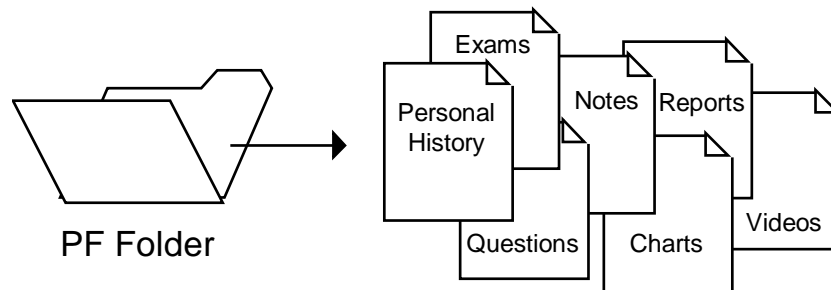 Exams
Personal
History
Notes
Reports
Questions
Charts
Videos
PF Folder